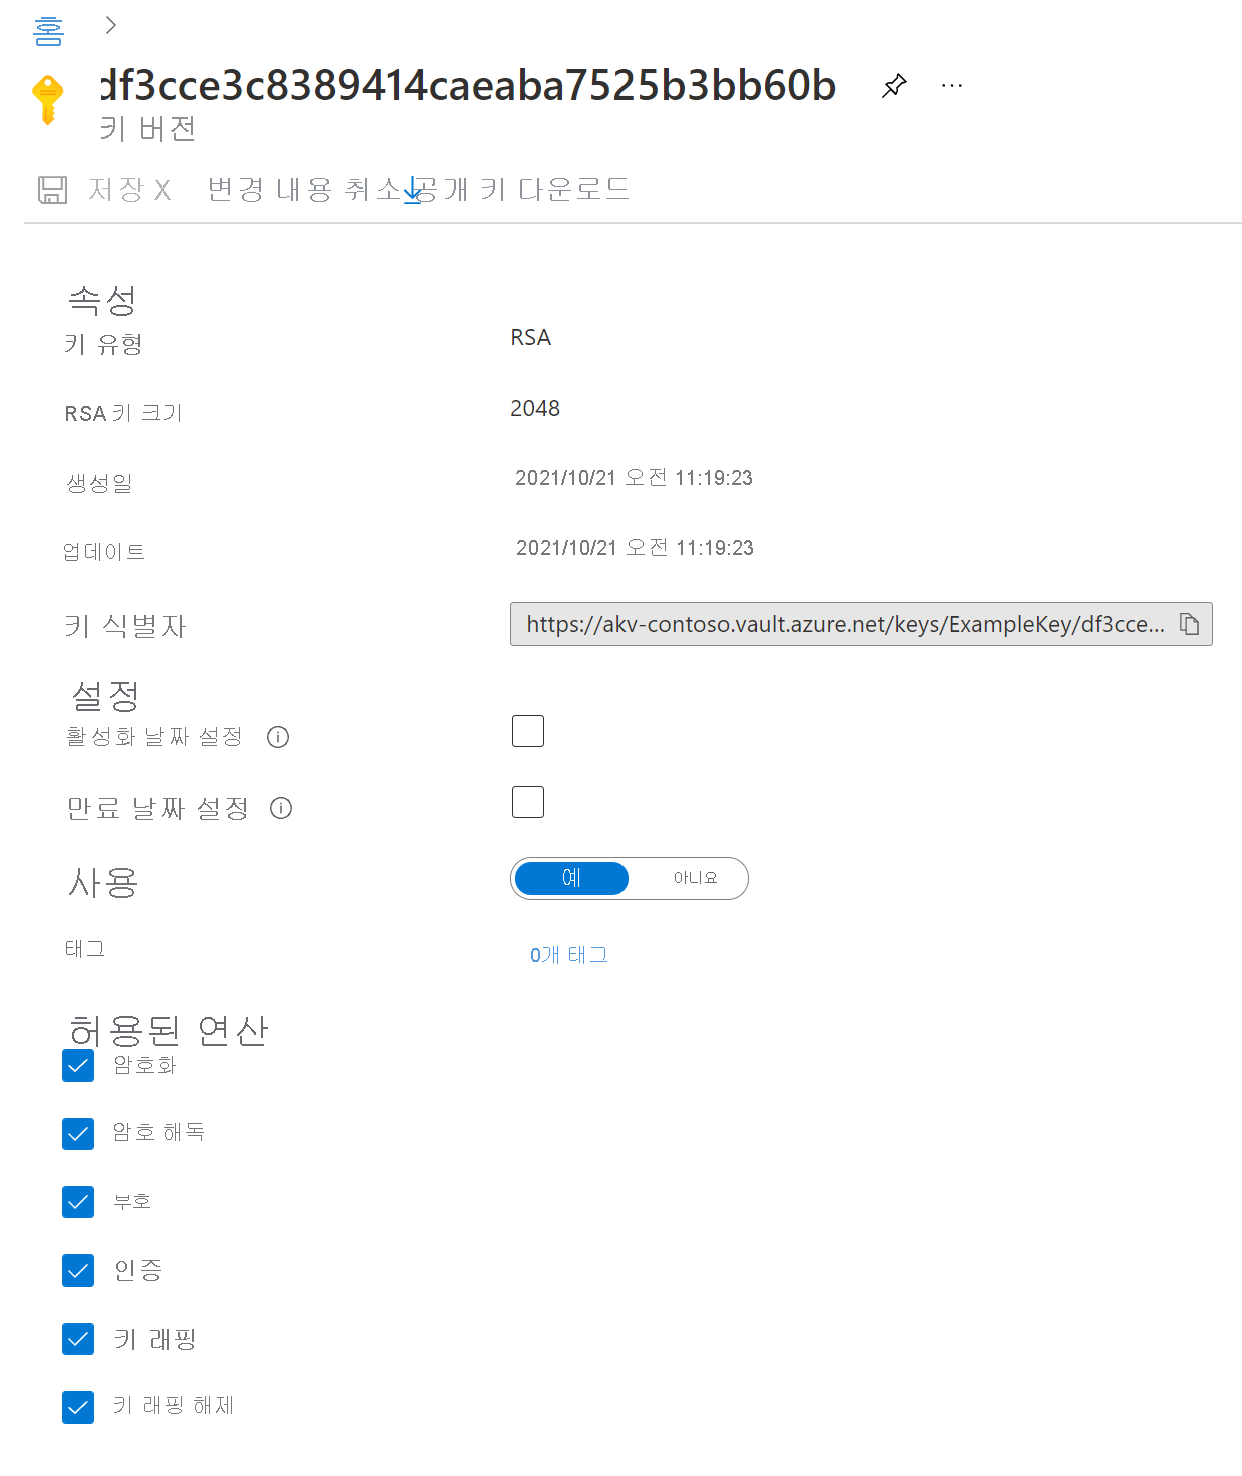 홈
df3cce3c8389414caeaba7525b3bb60b
키 버전
저장 X 변경 내용 취소 공개 키 다운로드
속성
키 유형 RSA
RSA 키 크기 2048
생성일 2021/10/21 오전 11:19:23
업데이트 2021/10/21 오전 11:19:23
키 식별자 https://akv-contoso.vault.azure.net/keys/ExampleKey/df3cce...
설정
활성화 날짜 설정
만료 날짜 설정
사용 예 아니요
태그 0개 태그
허용된 연산
암호화
암호 해독
부호
인증
키 래핑
키 래핑 해제